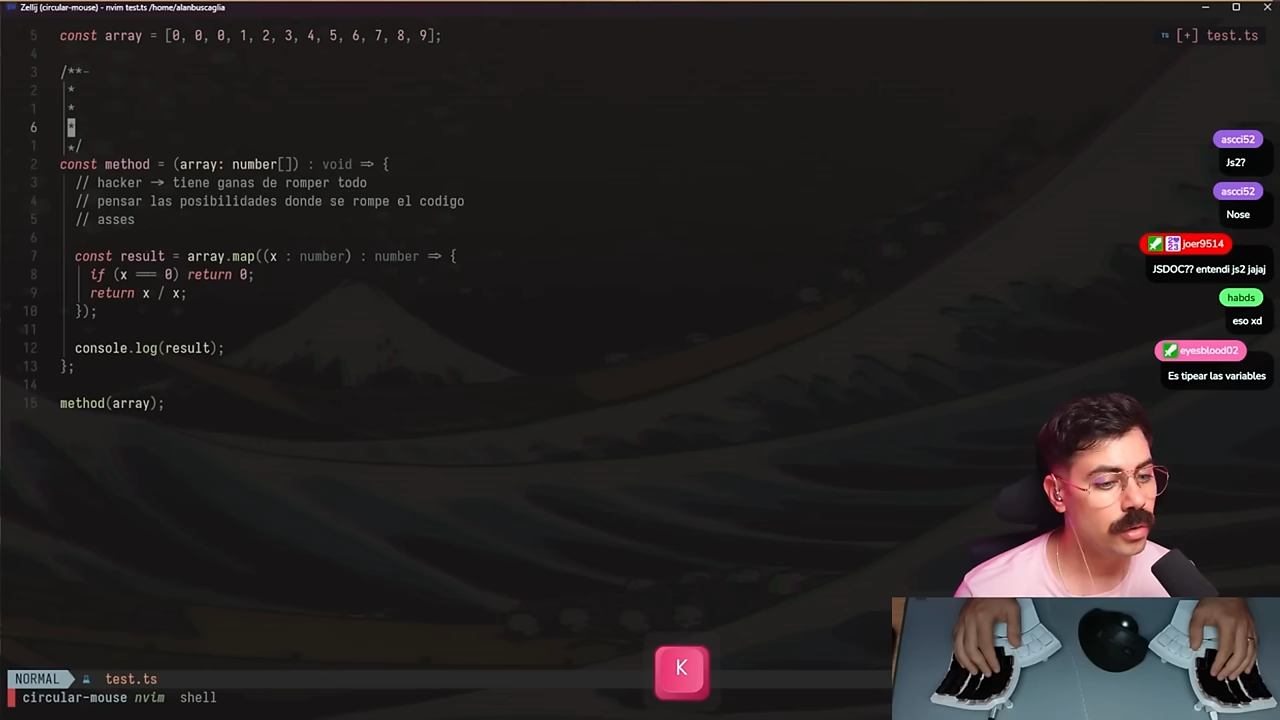 Zellij (circular-mouse) - nvim test.ts /home/alanbuscaglia
5 const array = [0, 0, 0, 1, 2, 3, 4, 5, 6, 7, 8, 9];
TS [+] test.ts
4
3 /**-
2 *
1 *
6 *
1 */
2 const method = (array: number[]) : void => {
3 // hacker -> tiene ganas de romper todo
4 // pensar las posibilidades donde se rompe el codigo
5 // asses
6
7 const result = array.map((x : number) : number => {
8 if (x === 0) return 0;
9 return x / x;
10 });
11
12 console.log(result);
13 };
14
15 method(array);
ascci52
Js2?
ascci52
Nose
joer9514
JSDOC?? entendi js2 jajaj
habds
eso xd
eyesblood02
Es tipear las variables
K
NORMAL test.ts
circular-mouse nvim shell